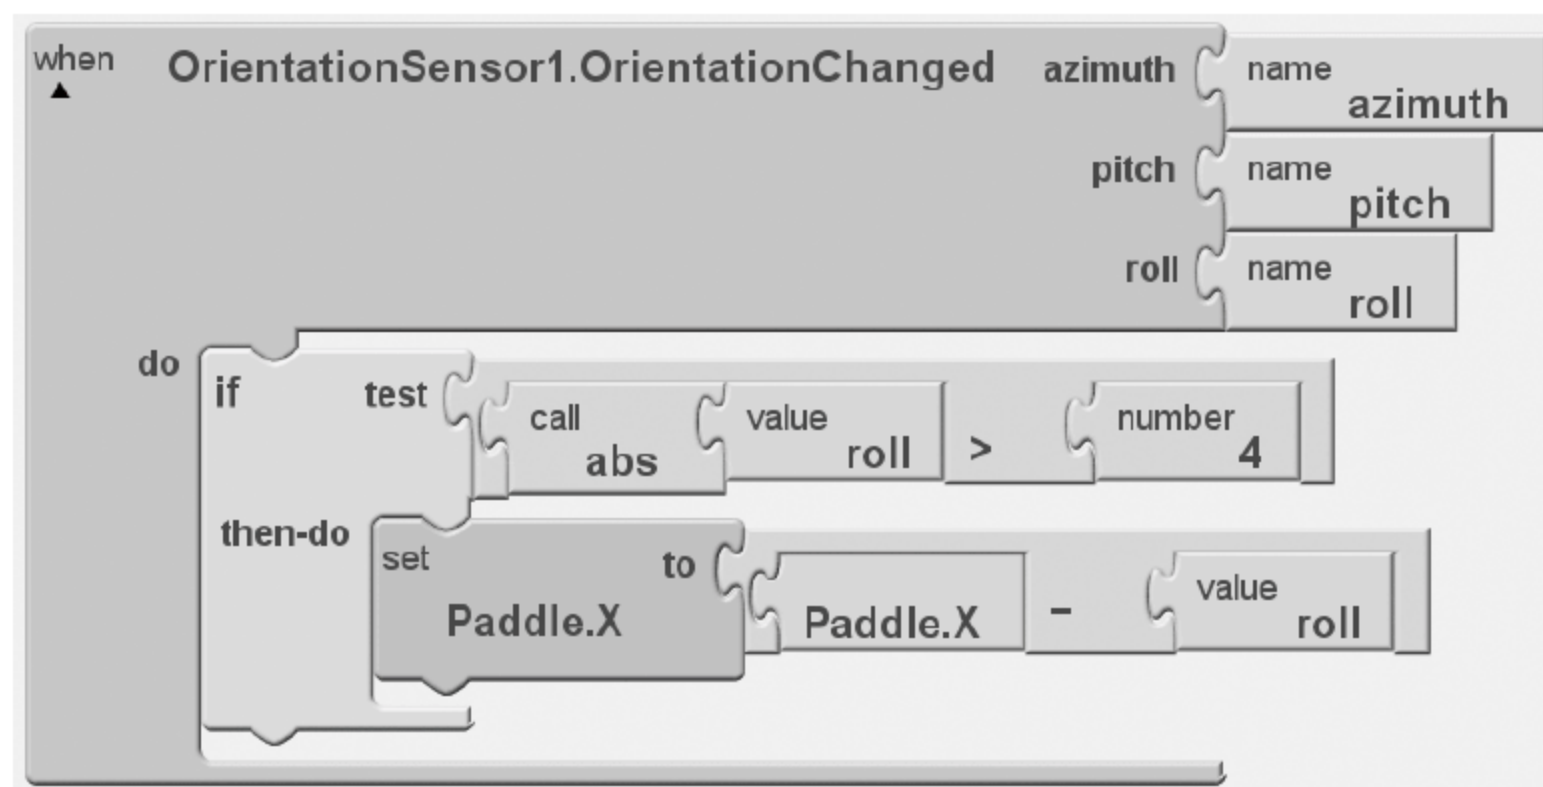 when OrientationSensor1.OrientationChanged azimuth name azimuth
pitch name pitch
roll name roll
do if test call abs value roll > number 4
then-do set Paddle.X to Paddle.X - value roll